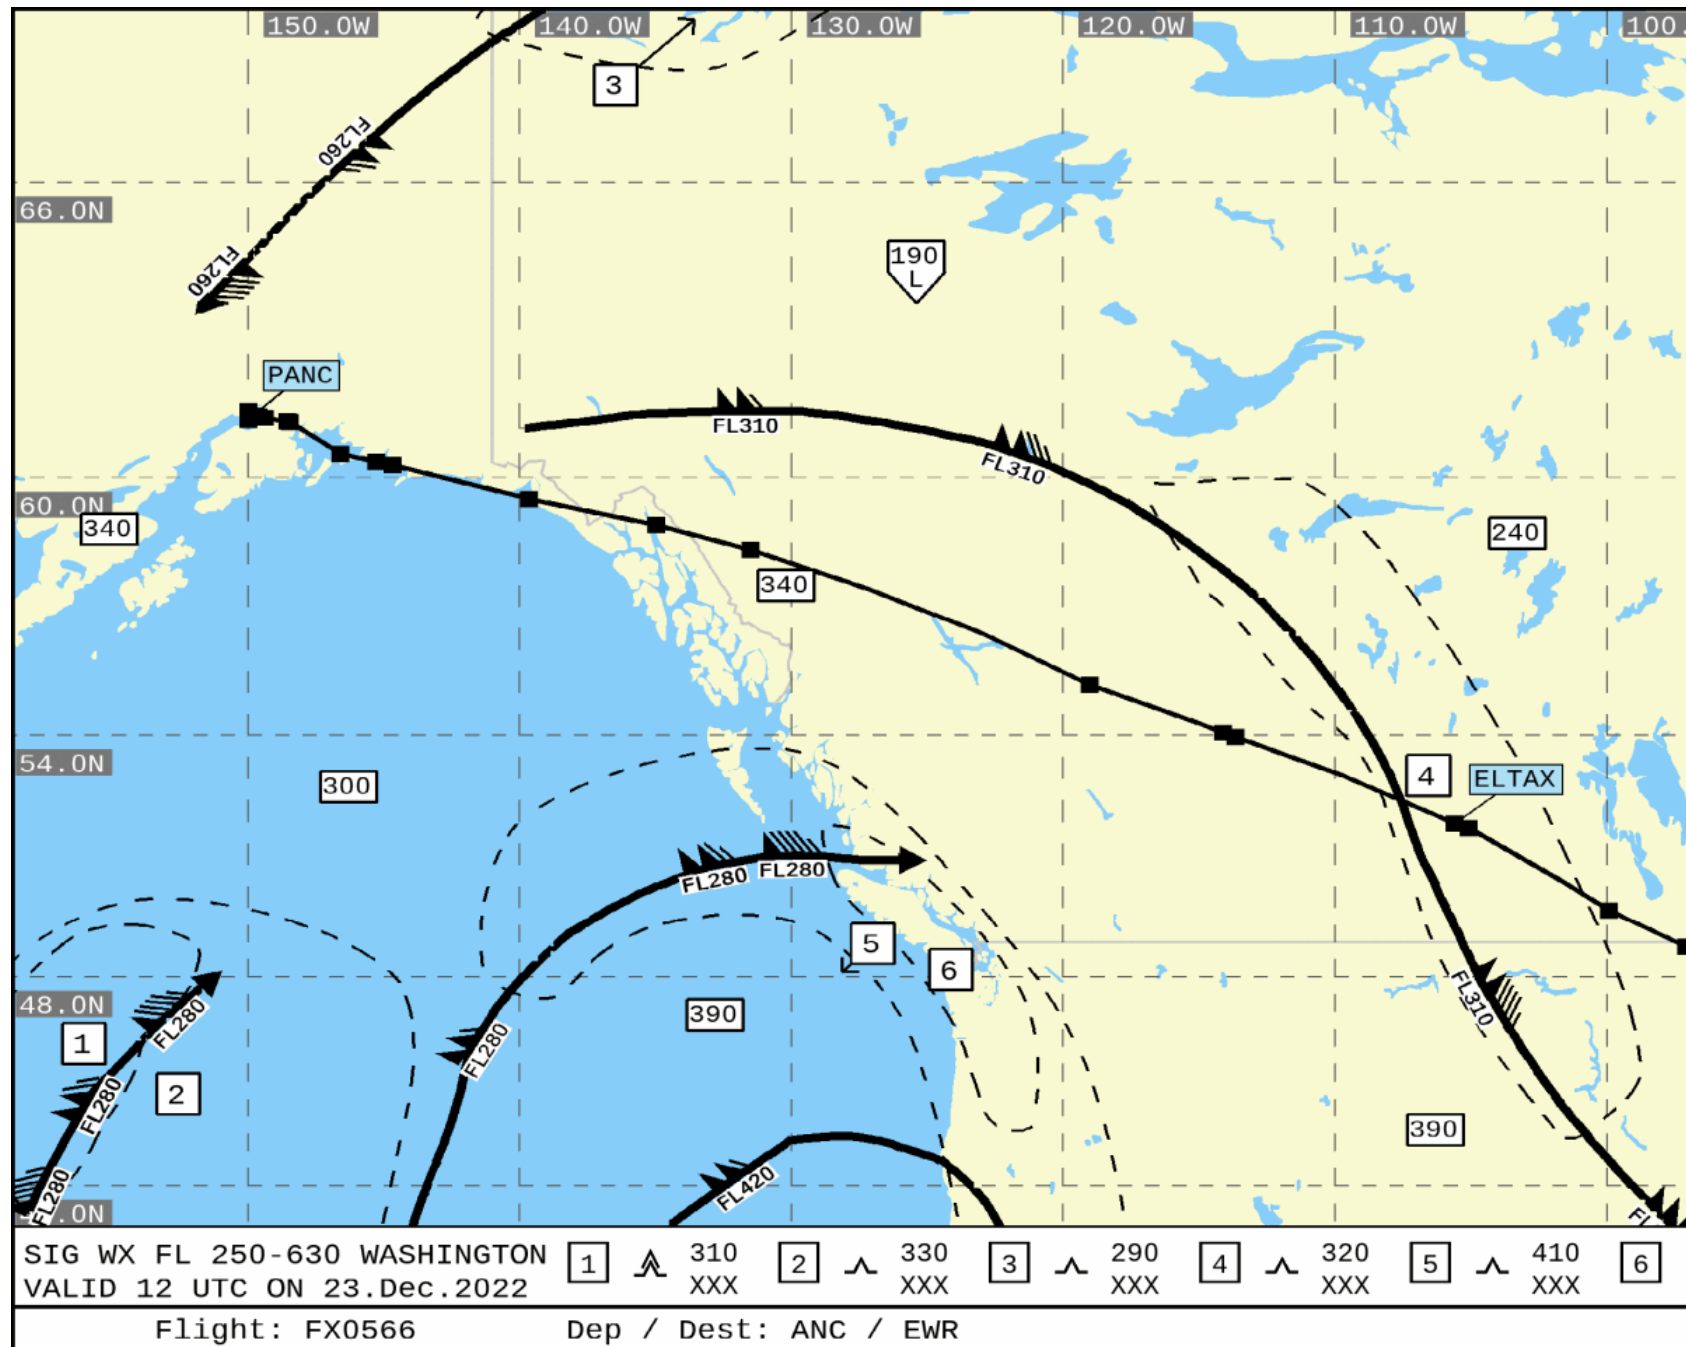 150.0W 140.0W 130.0W 120.0W 110.0W 100.
3
FL260
66.0N
190
L
FL260
PANC
FL310
FL310
60.0N
340
240
340
54.0N
300
4
ELTAX
FL280
FL280
5
6
48.0N
390
FL280
FL310
FL280
1
2
FL280
390
FL420
FL280
.0N
FL
SIG WX FL 250-630 WASHINGTON
VALID 12 UTC ON 23.Dec.2022
1 310
XXX
2 330
XXX
3 290
XXX
4 320
XXX
5 410
XXX
6
Flight: FX0566 Dep / Dest: ANC / EWR